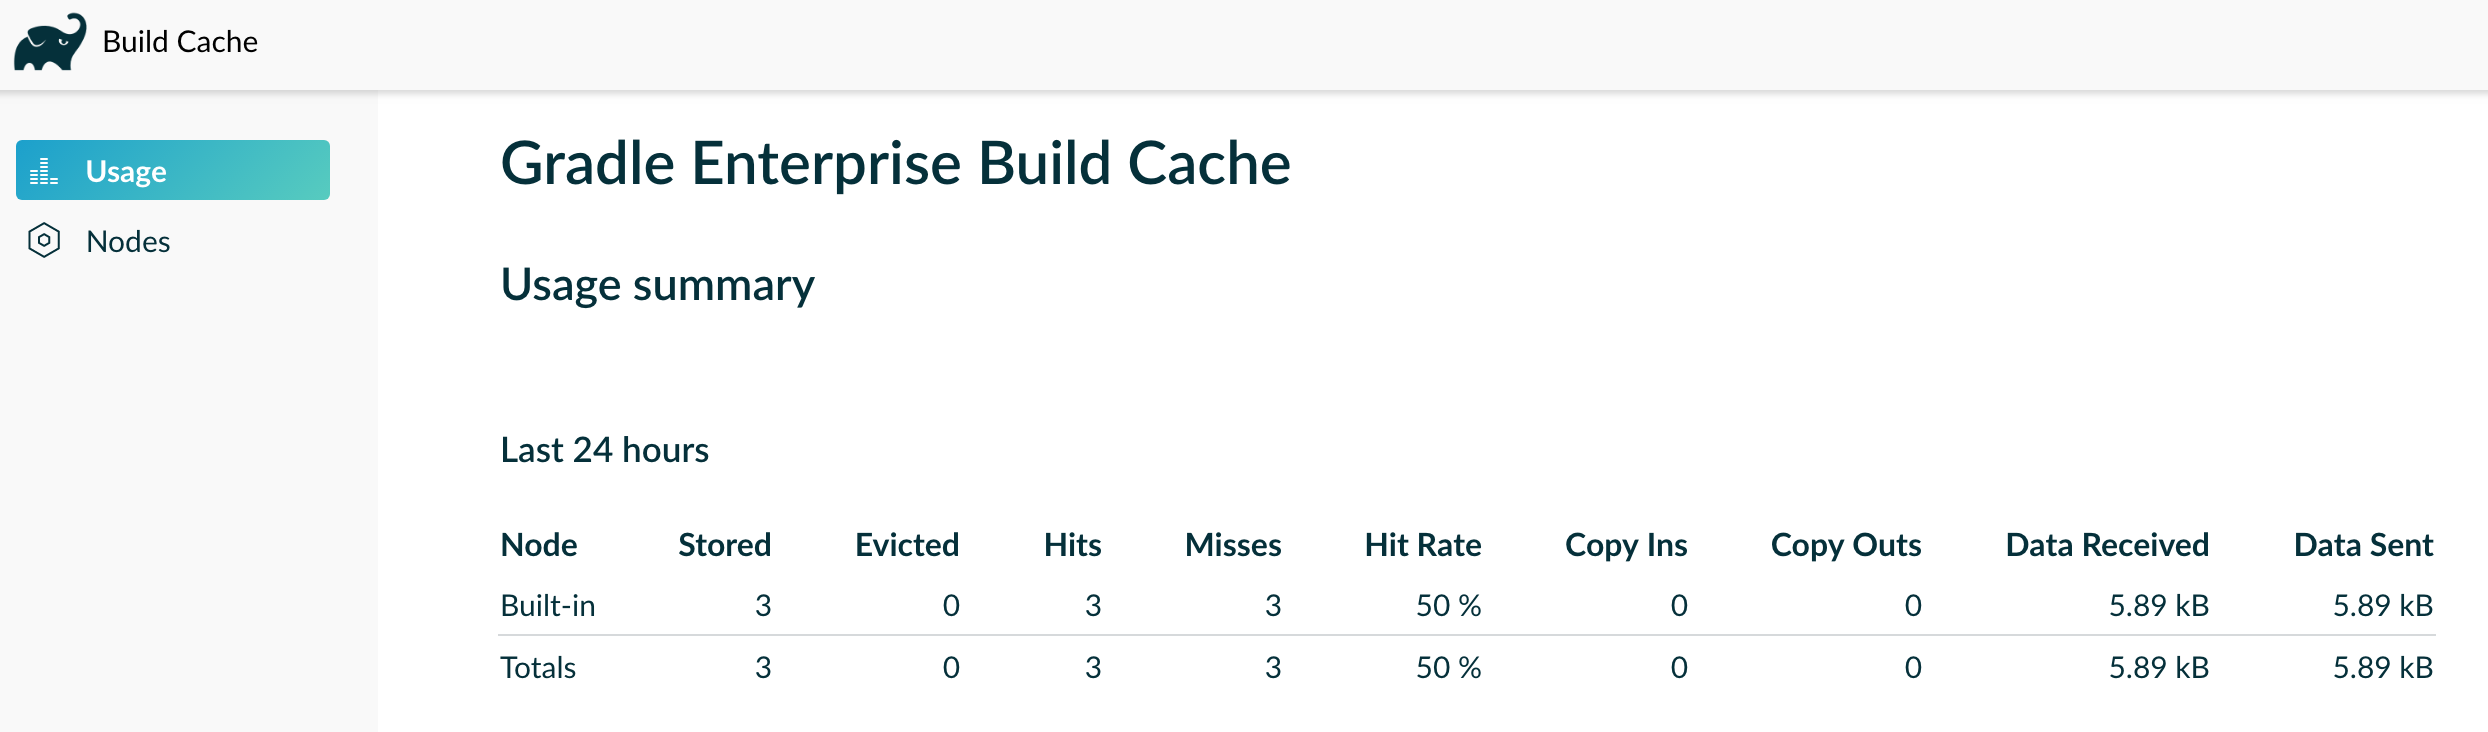 Build Cache
Usage
Nodes
Gradle Enterprise Build Cache
Usage summary
Last 24 hours
Node Stored Evicted Hits Misses Hit Rate Copy Ins Copy Outs Data Received Data Sent
Built-in 3 0 3 3 50 % 0 0 5.89 kB 5.89 kB
Totals 3 0 3 3 50 % 0 0 5.89 kB 5.89 kB